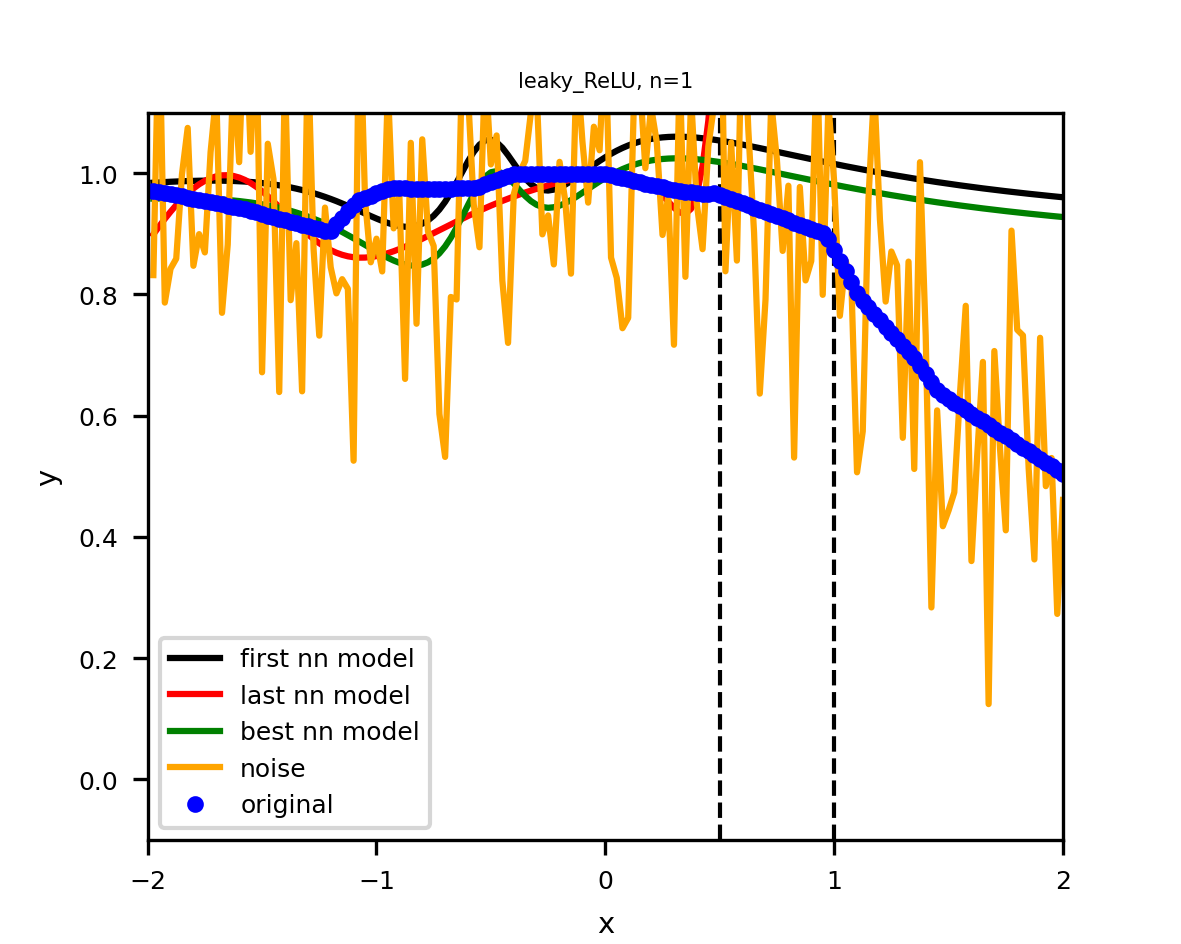 leaky_ReLU, n=1
1.0
0.8
0.6
0.4
0.2
0.0
y
first nn model
last nn model
best nn model
noise
original
−2
−1
0
1
2
x